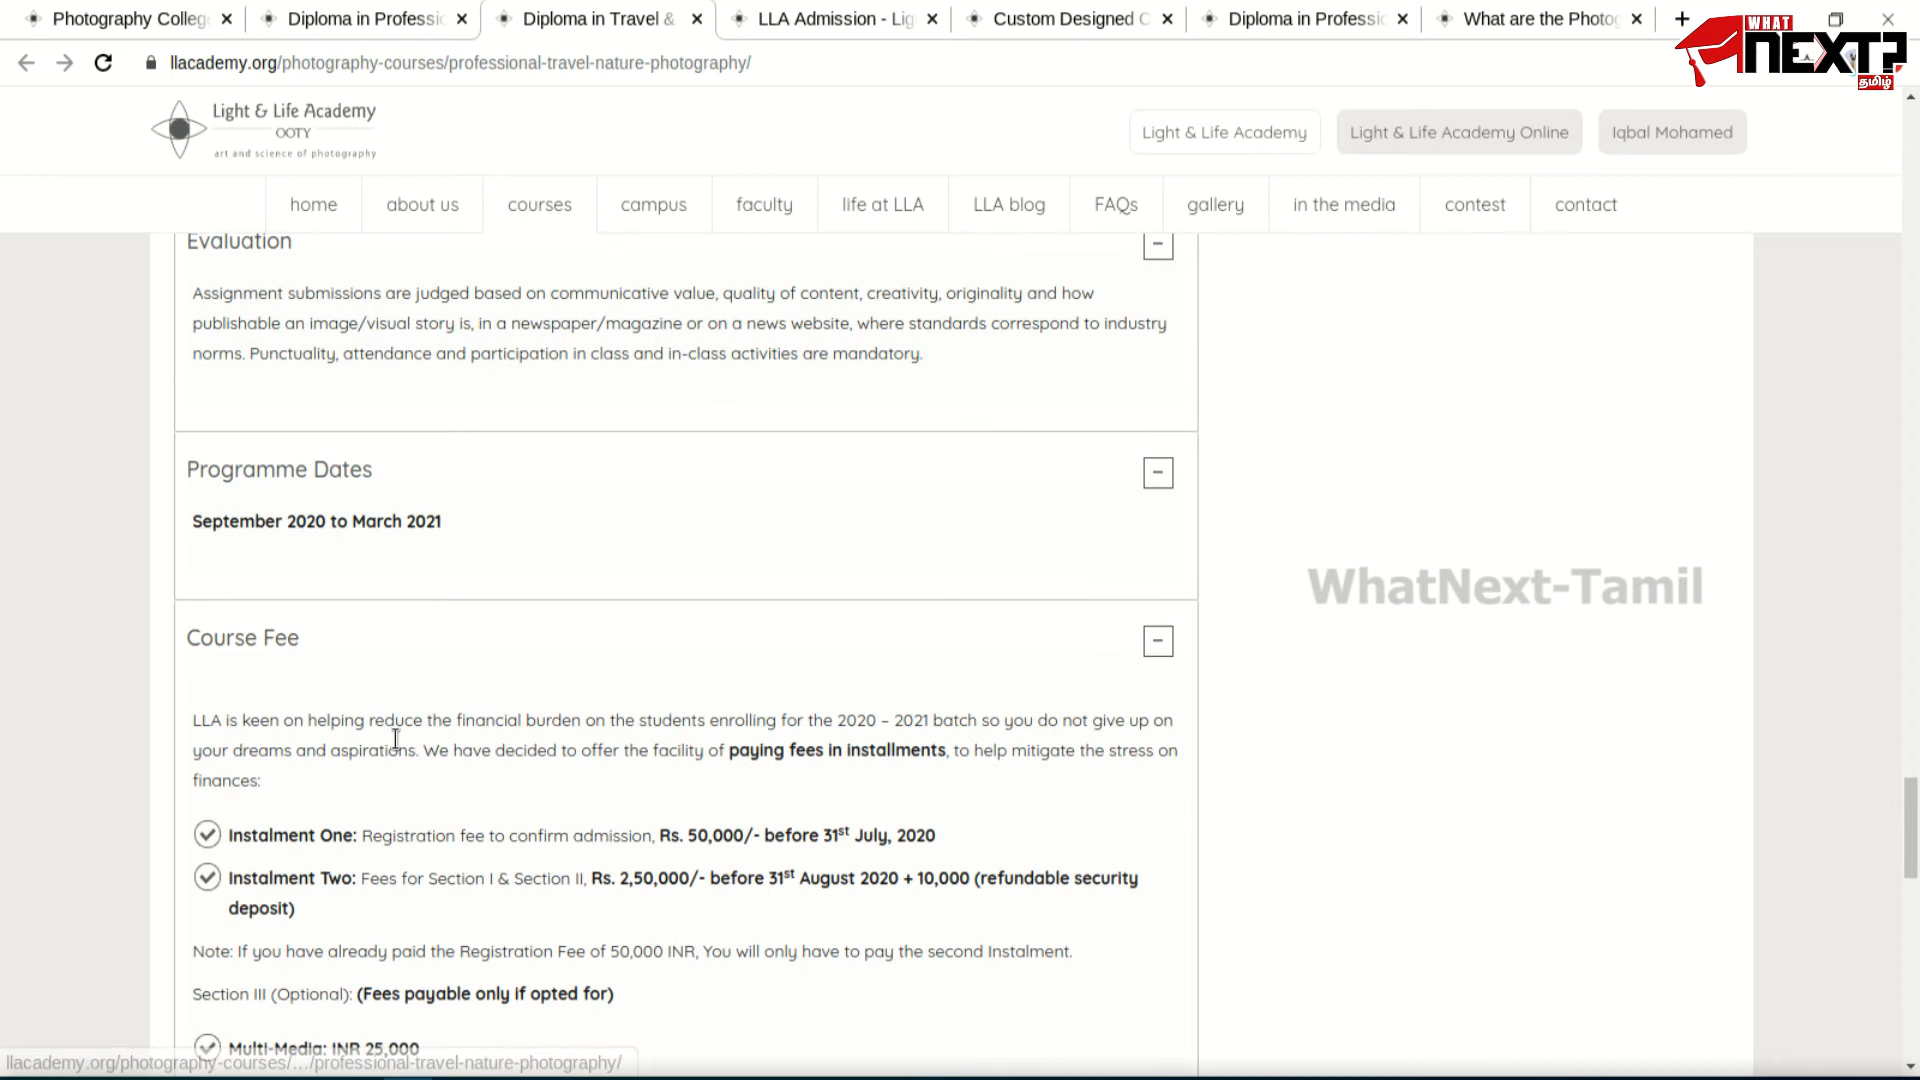 Photography Colleg
Diploma in Professi
Diploma in Travel &
LLA Admission - Lig
Custom Designed C
Diploma in Professi
What are the Photog
WHAT
NEXT?
தமிழ்
llacademy.org/photography-courses/professional-travel-nature-photography/
Light & Life Academy
OOTY
art and science of photography
Light & Life Academy
Light & Life Academy Online
Iqbal Mohamed
home
about us
courses
campus
faculty
life at LLA
LLA blog
FAQs
gallery
in the media
contest
contact
Evaluation
Assignment submissions are judged based on communicative value, quality of content, creativity, originality and how
publishable an image/visual story is, in a newspaper/magazine or on a news website, where standards correspond to industry
norms. Punctuality, attendance and participation in class and in-class activities are mandatory.
Programme Dates
September 2020 to March 2021
WhatNext-Tamil
Course Fee
LLA is keen on helping reduce the financial burden on the students enrolling for the 2020 – 2021 batch so you do not give up on
your dreams and aspirations. We have decided to offer the facility of paying fees in installments, to help mitigate the stress on
finances:
Instalment One: Registration fee to confirm admission, Rs. 50,000/- before 31st July, 2020
Instalment Two: Fees for Section I & Section II, Rs. 2,50,000/- before 31st August 2020 + 10,000 (refundable security
deposit)
Note: If you have already paid the Registration Fee of 50,000 INR, You will only have to pay the second Instalment.
Section III (Optional): (Fees payable only if opted for)
Multi-Media: INR 25,000
llacademy.org/photography-courses/.../professional-travel-nature-photography/